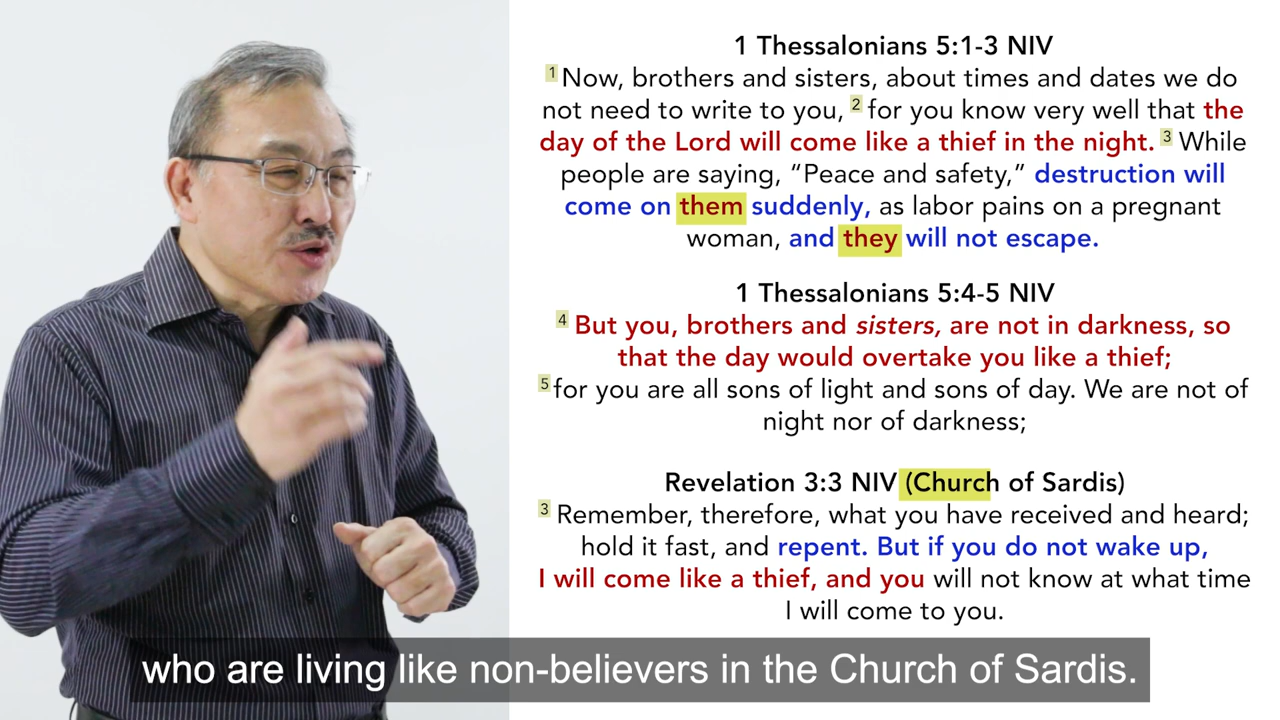 1 Thessalonians 5:1-3 NIV
1 Now, brothers and sisters, about times and dates we do
not need to write to you, 2 for you know very well that the
day of the Lord will come like a thief in the night. 3 While
people are saying, “Peace and safety,” destruction will
come on them suddenly, as labor pains on a pregnant
woman, and they will not escape.
1 Thessalonians 5:4-5 NIV
4 But you, brothers and sisters, are not in darkness, so
that the day would overtake you like a thief;
5 for you are all sons of light and sons of day. We are not of
night nor of darkness;
Revelation 3:3 NIV (Church of Sardis)
3 Remember, therefore, what you have received and heard;
hold it fast, and repent. But if you do not wake up,
I will come like a thief, and you will not know at what time
I will come to you.
who are living like non-believers in the Church of Sardis.